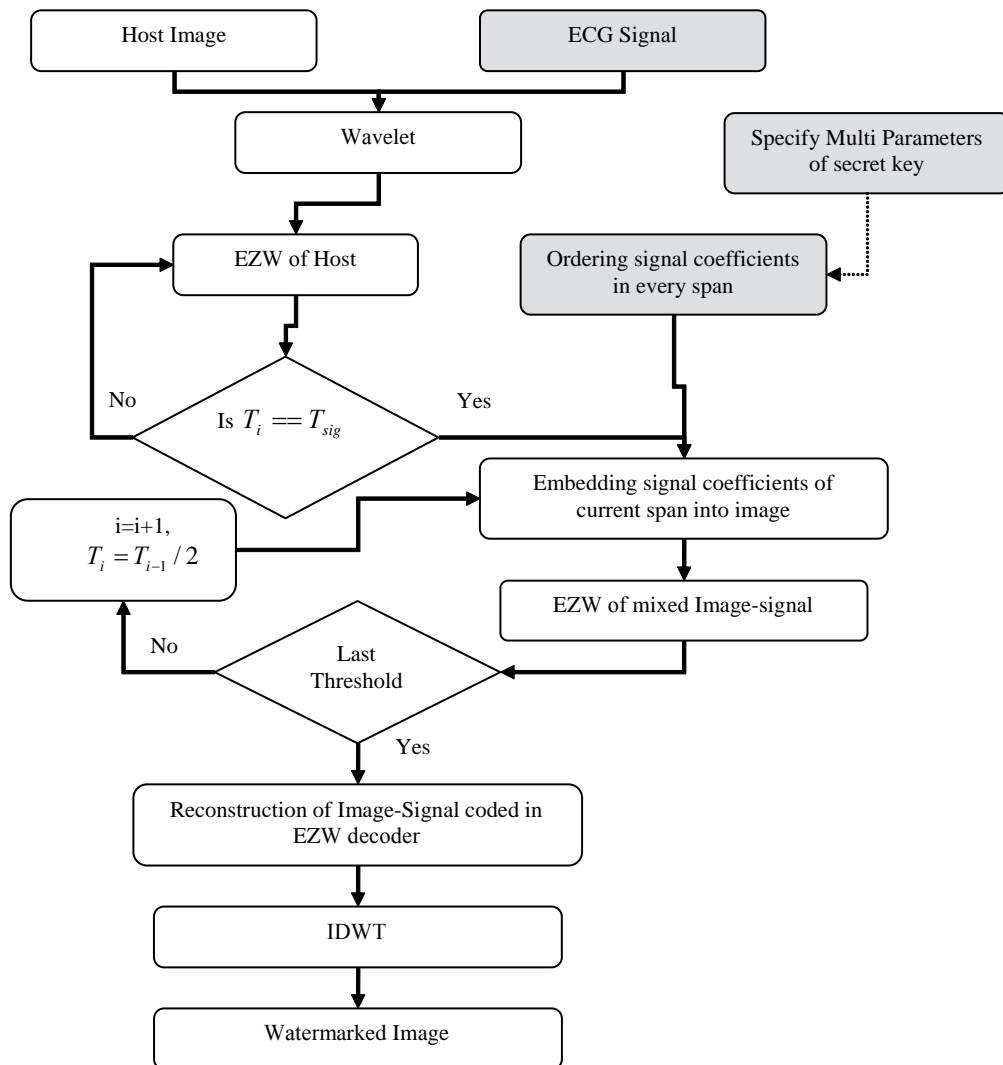 Host Image
ECG Signal
Wavelet
Specify Multi Parameters
of secret key
EZW of Host
Ordering signal coefficients
in every span
No
Is T_i == T_sig
Yes
Embedding signal coefficients of
current span into image
i=i+1,
T_i = T_{i-1} / 2
EZW of mixed Image-signal
No
Last
Threshold
Yes
Reconstruction of Image-Signal coded in
EZW decoder
IDWT
Watermarked Image